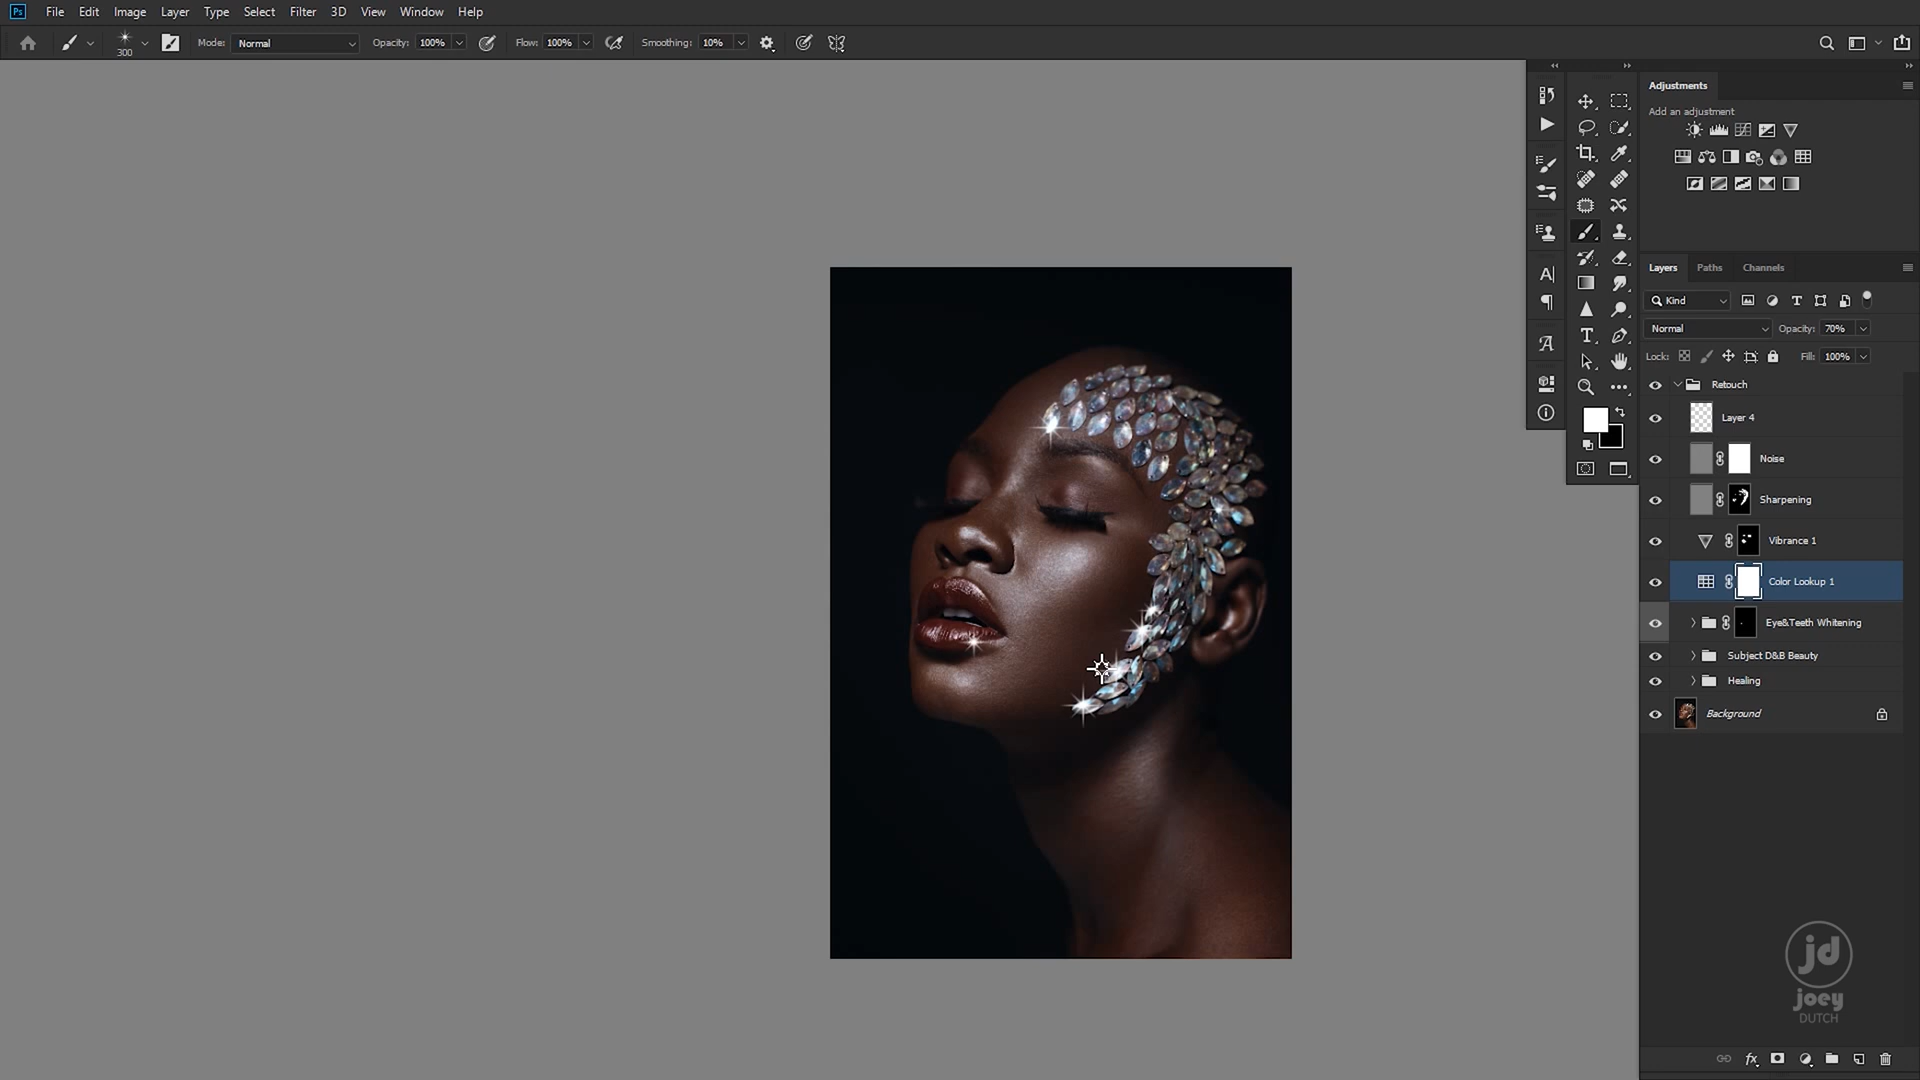 Ps File Edit Image Layer Type Select Filter 3D View Window Help
300 Mode: Normal Opacity: 100% Flow: 100% Smoothing: 10%
Adjustments
Add an adjustment
Layers Paths Channels
Kind
Normal Opacity: 70%
Lock: Fill: 100%
Retouch
Layer 4
Noise
Sharpening
Vibrance 1
Color Lookup 1
Eye&Teeth Whitening
Subject D&B Beauty
Healing
Background
jd
joey
DUTCH
fx